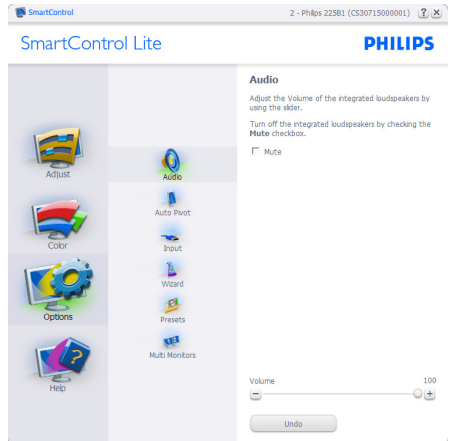 SmartControl
2 - Philips 225B1 (CS30715000001)
SmartControl Lite
PHILIPS
Adjust
Color
Options
Help
Audio
Auto Pivot
Input
Wizard
Presets
Multi Monitors
Audio
Adjust the Volume of the integrated loudspeakers by
using the slider.
Turn off the integrated loudspeakers by checking the
Mute checkbox.
Mute
Volume 100
Undo